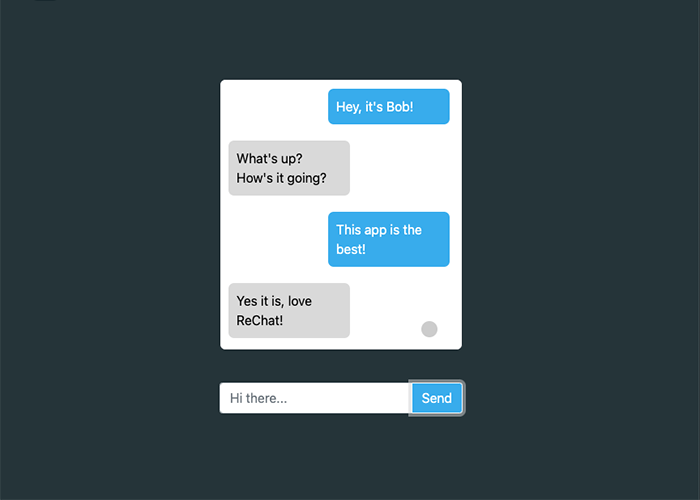 Hey, it's Bob!
What's up?
How's it going?
This app is the
best!
Yes it is, love
ReChat!
Hi there...
Send